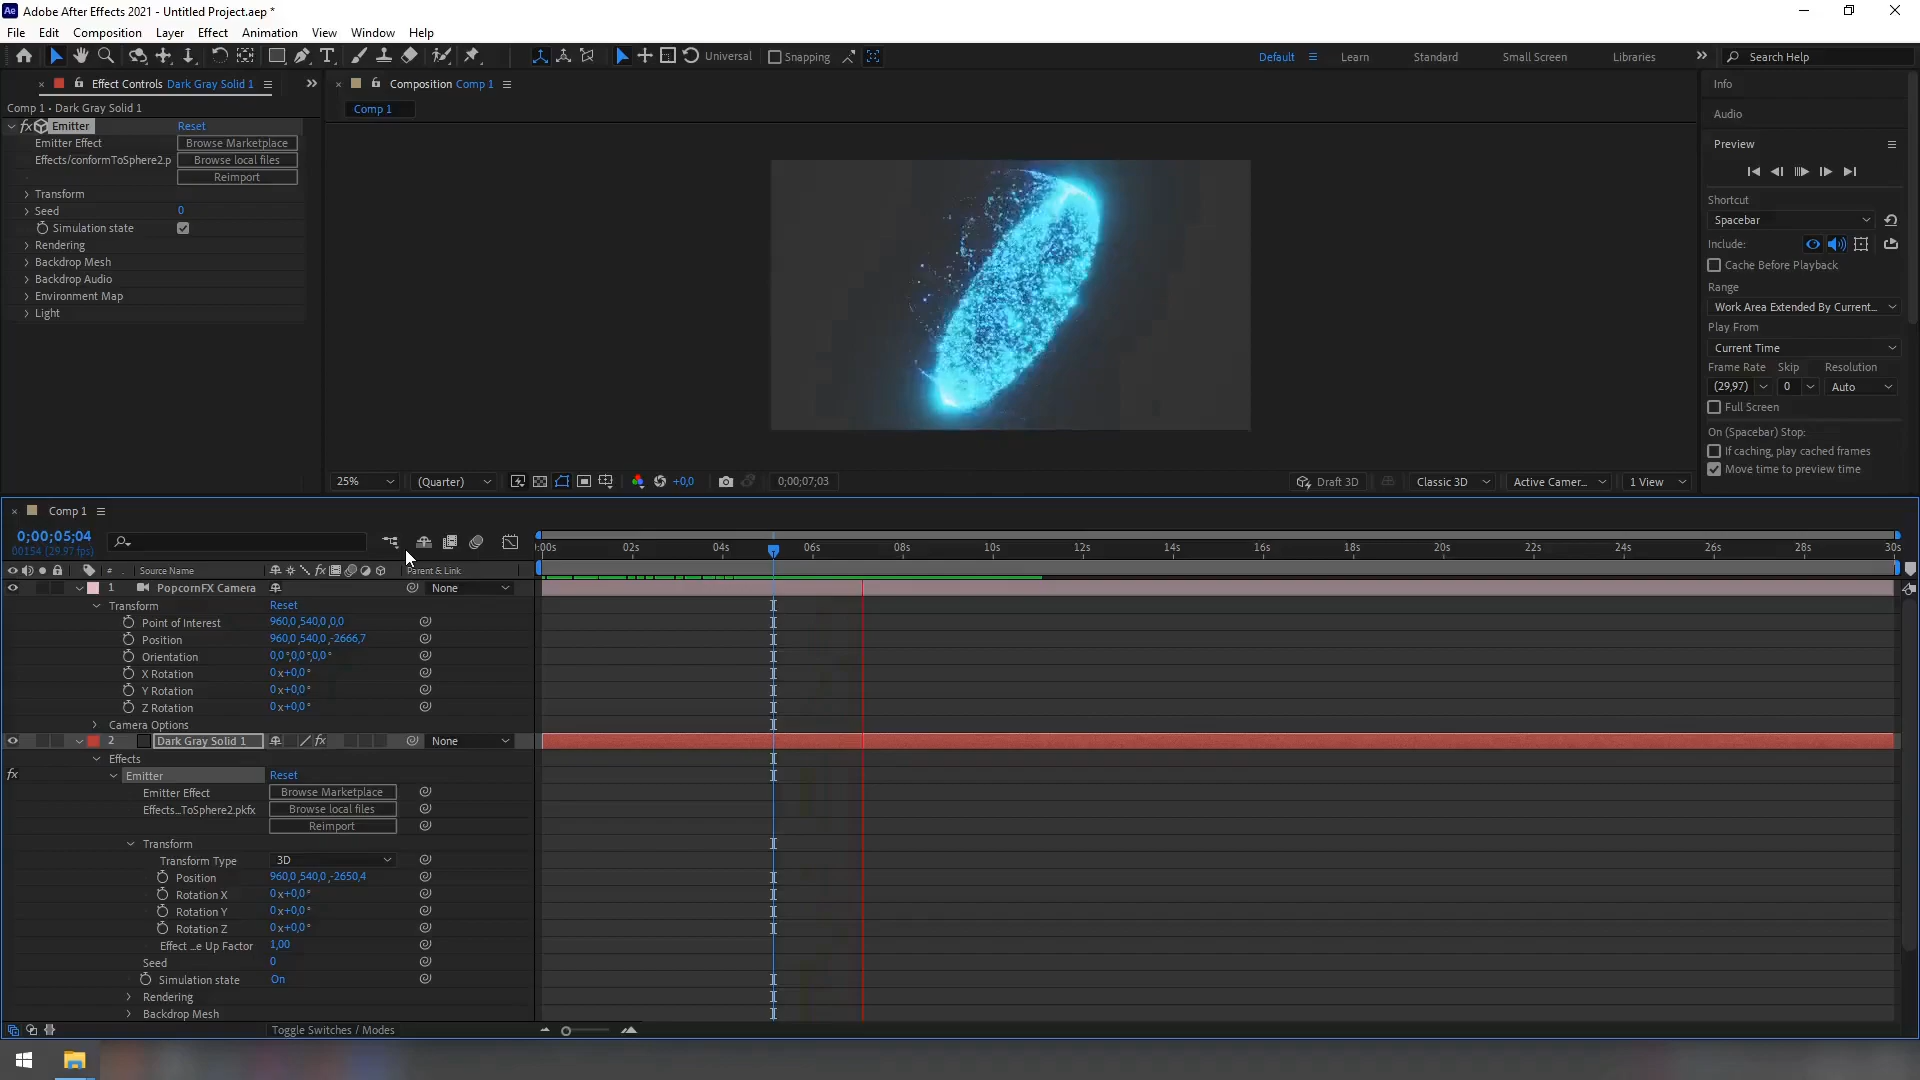 Ae Adobe After Effects 2021 - Untitled Project.aep *
File Edit Composition Layer Effect Animation View Window Help
Universal Snapping Default Learn Standard Small Screen Libraries Search Help
Effect Controls Dark Gray Solid 1
Comp 1 • Dark Gray Solid 1
fx Emitter Reset
Emitter Effect Browse Marketplace
Effects/conformToSphere2.p Browse local files
Reimport
Transform
Seed 0
Simulation state
Rendering
Backdrop Mesh
Backdrop Audio
Environment Map
Light
Composition Comp 1
Comp 1
25% (Quarter) +0,0 0;00;07;03 Draft 3D Classic 3D Active Camer... 1 View
Info
Audio
Preview
Shortcut
Spacebar
Include:
Cache Before Playback
Range
Work Area Extended By Current...
Play From
Current Time
Frame Rate Skip Resolution
(29,97) 0 Auto
Full Screen
On (Spacebar) Stop:
If caching, play cached frames
Move time to preview time
Comp 1
0;00;05;04
00154 (29.97 fps)
:00s 02s 04s 06s 08s 10s 12s 14s 16s 18s 20s 22s 24s 26s 28s 30s
# Source Name fx Parent & Link
1 PopcornFX Camera None
Transform Reset
Point of Interest 960,0,540,0,0,0
Position 960,0,540,0,-2666,7
Orientation 0,0°,0,0°,0,0°
X Rotation 0x+0,0°
Y Rotation 0x+0,0°
Z Rotation 0x+0,0°
Camera Options
2 Dark Gray Solid 1 fx None
Effects
fx Emitter Reset
Emitter Effect Browse Marketplace
Effects...ToSphere2.pkfx Browse local files
Reimport
Transform
Transform Type 3D
Position 960,0,540,0,-2650,4
Rotation X 0x+0,0°
Rotation Y 0x+0,0°
Rotation Z 0x+0,0°
Effect ...e Up Factor 1,00
Seed 0
Simulation state On
Rendering
Backdrop Mesh
Toggle Switches / Modes